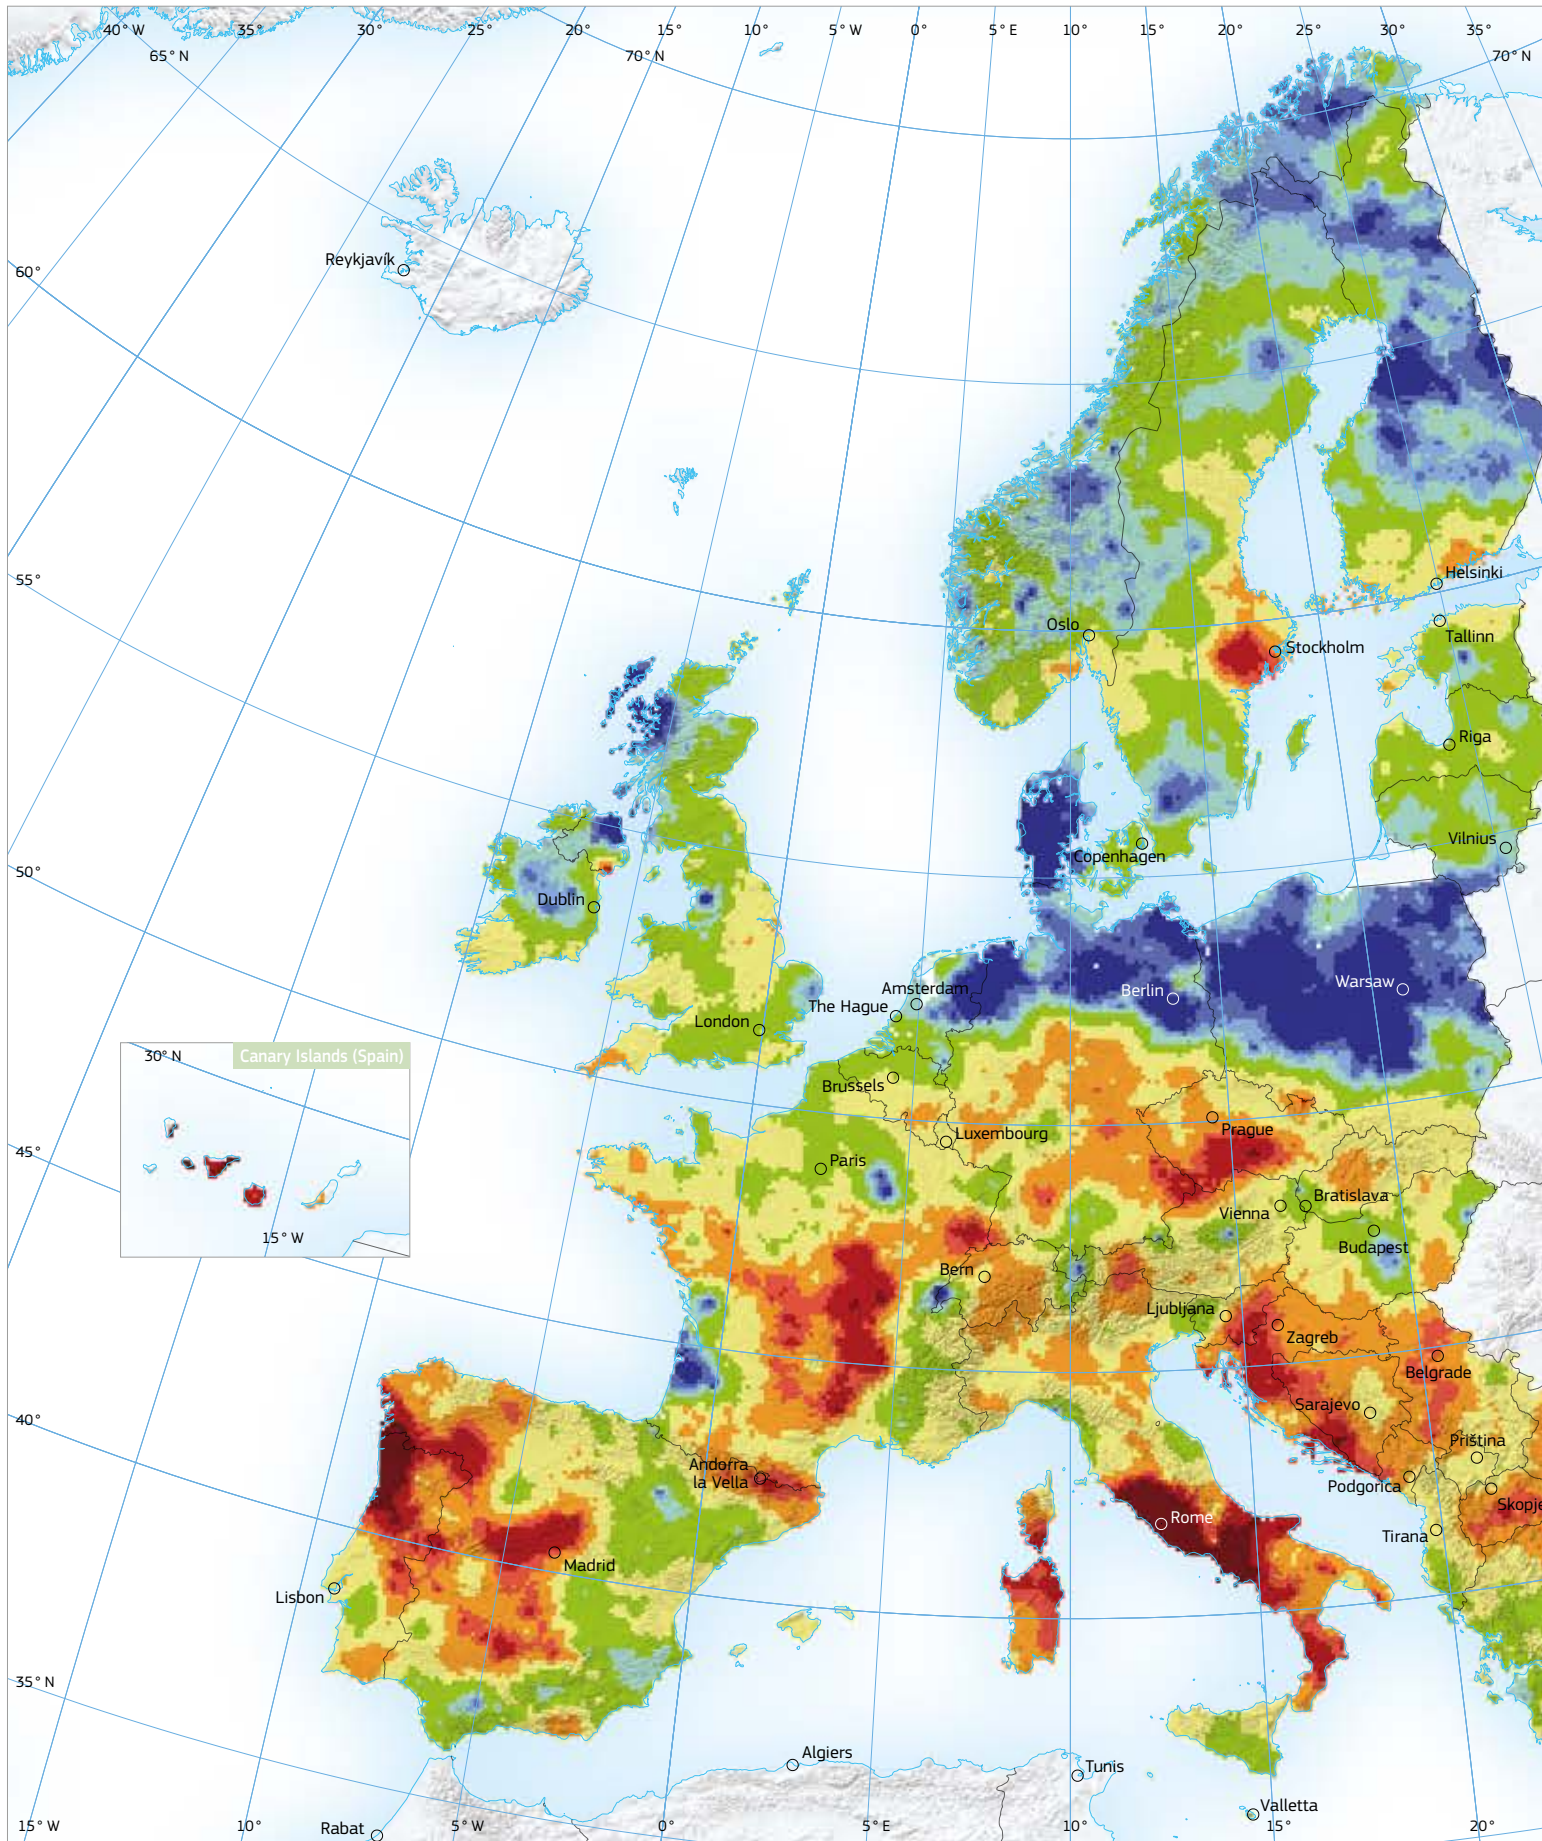 40° W
35°
30°
25°
20°
15°
10°
5° W
0°
5° E
10°
15°
20°
25°
30°
35°
65° N
70° N
70° N
60°
55°
50°
45°
40°
35° N
Reykjavík
Oslo
Stockholm
Helsinki
Tallinn
Riga
Vilnius
Copenhagen
Dublin
Amsterdam
The Hague
Berlin
Warsaw
London
Brussels
Luxembourg
Prague
Paris
Bratislava
Vienna
Budapest
Bern
Ljubljana
Zagreb
Belgrade
Sarajevo
Priština
Podgorica
Skopje
Tirana
Andorra
la Vella
Rome
Madrid
Lisbon
Algiers
Tunis
Valletta
Rabat
30° N
Canary Islands (Spain)
15° W
15° W
10°
5° W
0°
5° E
10°
15°
20°